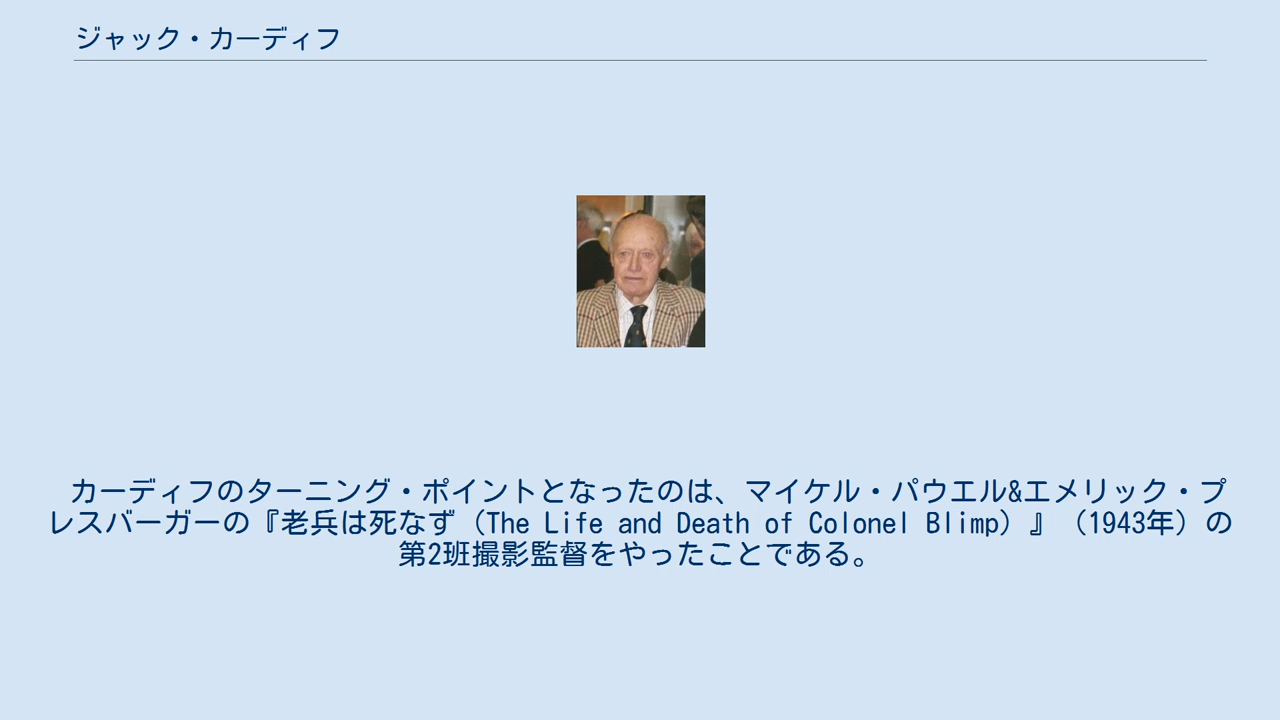 ジャック・カーディフ
カーディフのターニング・ポイントとなったのは、マイケル・パウエル&エメリック・プ
レスバーガーの『老兵は死なず（The Life and Death of Colonel Blimp）』（1943年）の
第2班撮影監督をやったことである。